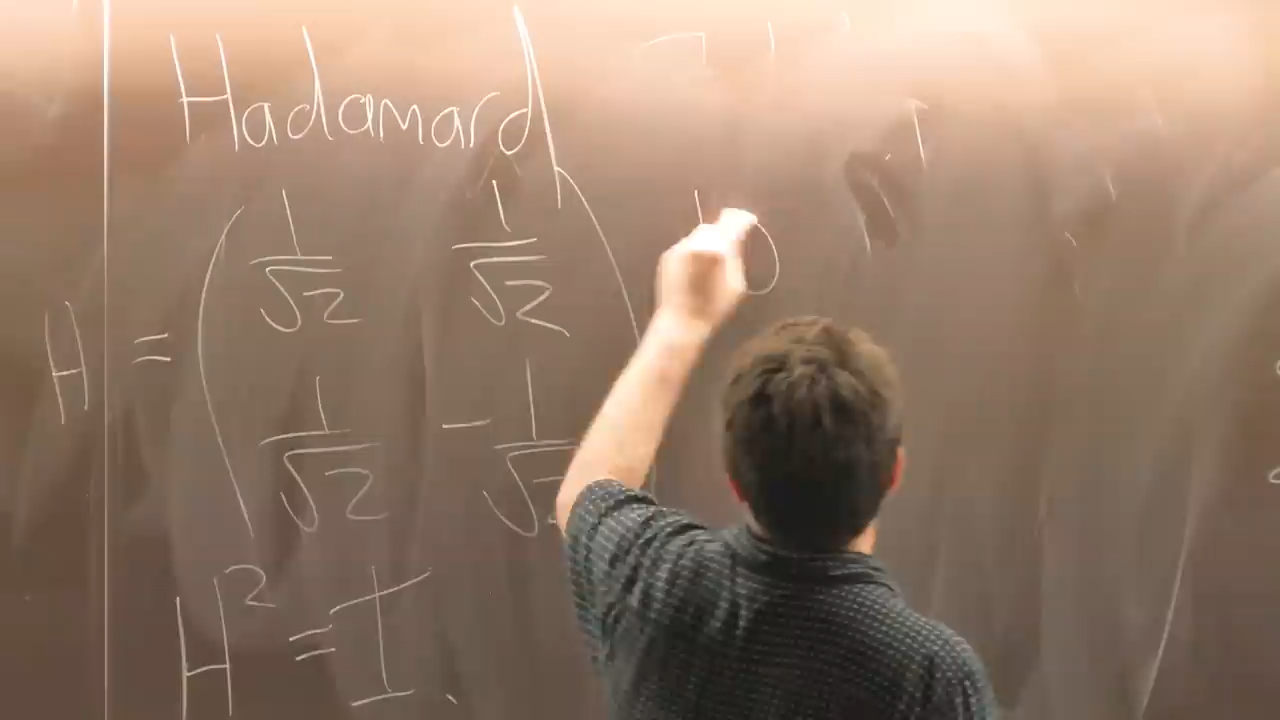 Hadamard
H = ( 1/√2 1/√2
1/√2 - 1/√2 )
H² = I.